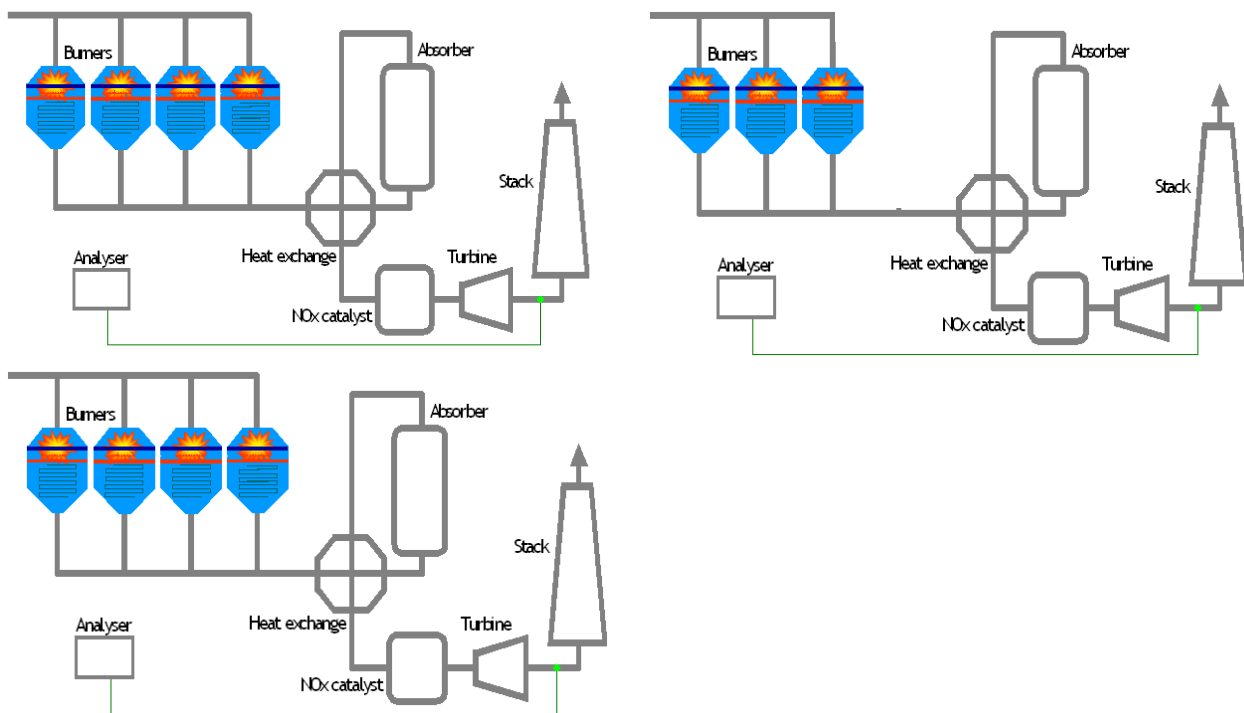 Burners
Absorber
Stack
Analyser
Heat exchange
Turbine
NOx catalyst
Burners
Absorber
Stack
Analyser
Heat exchange
Turbine
NOx catalyst
Burners
Absorber
Stack
Analyser
Heat exchange
Turbine
NOx catalyst